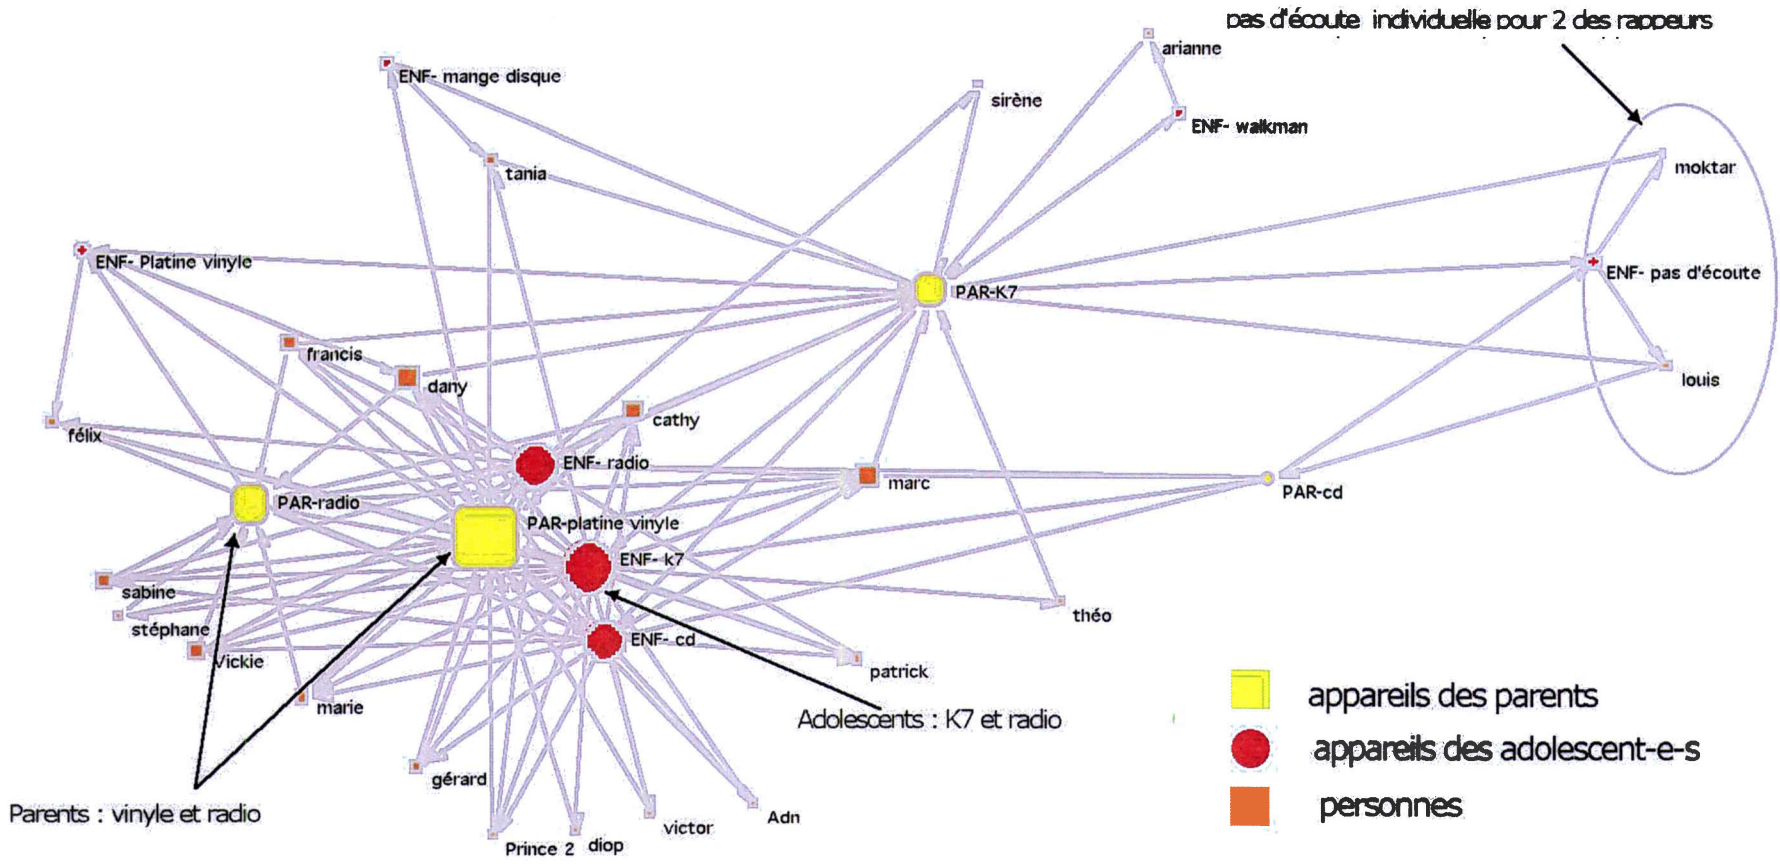 pas d'écoute individuelle pour 2 des rappeurs
arianne
ENF- mange disque
sirène
ENF- walkman
moktar
tania
ENF- Platine vinyle
ENF- pas d'écoute
PAR-K7
francis
dany
louis
cathy
félix
ENF- radio
marc
PAR-cd
PAR-radio
PAR-platine vinyle
ENF- k7
sabine
théo
stéphane
ENF- cd
Vickie
patrick
appareils des parents
marie
Adolescents : K7 et radio
appareils des adolescent-e-s
gérard
Parents : vinyle et radio
personnes
Adn
victor
Prince 2
diop